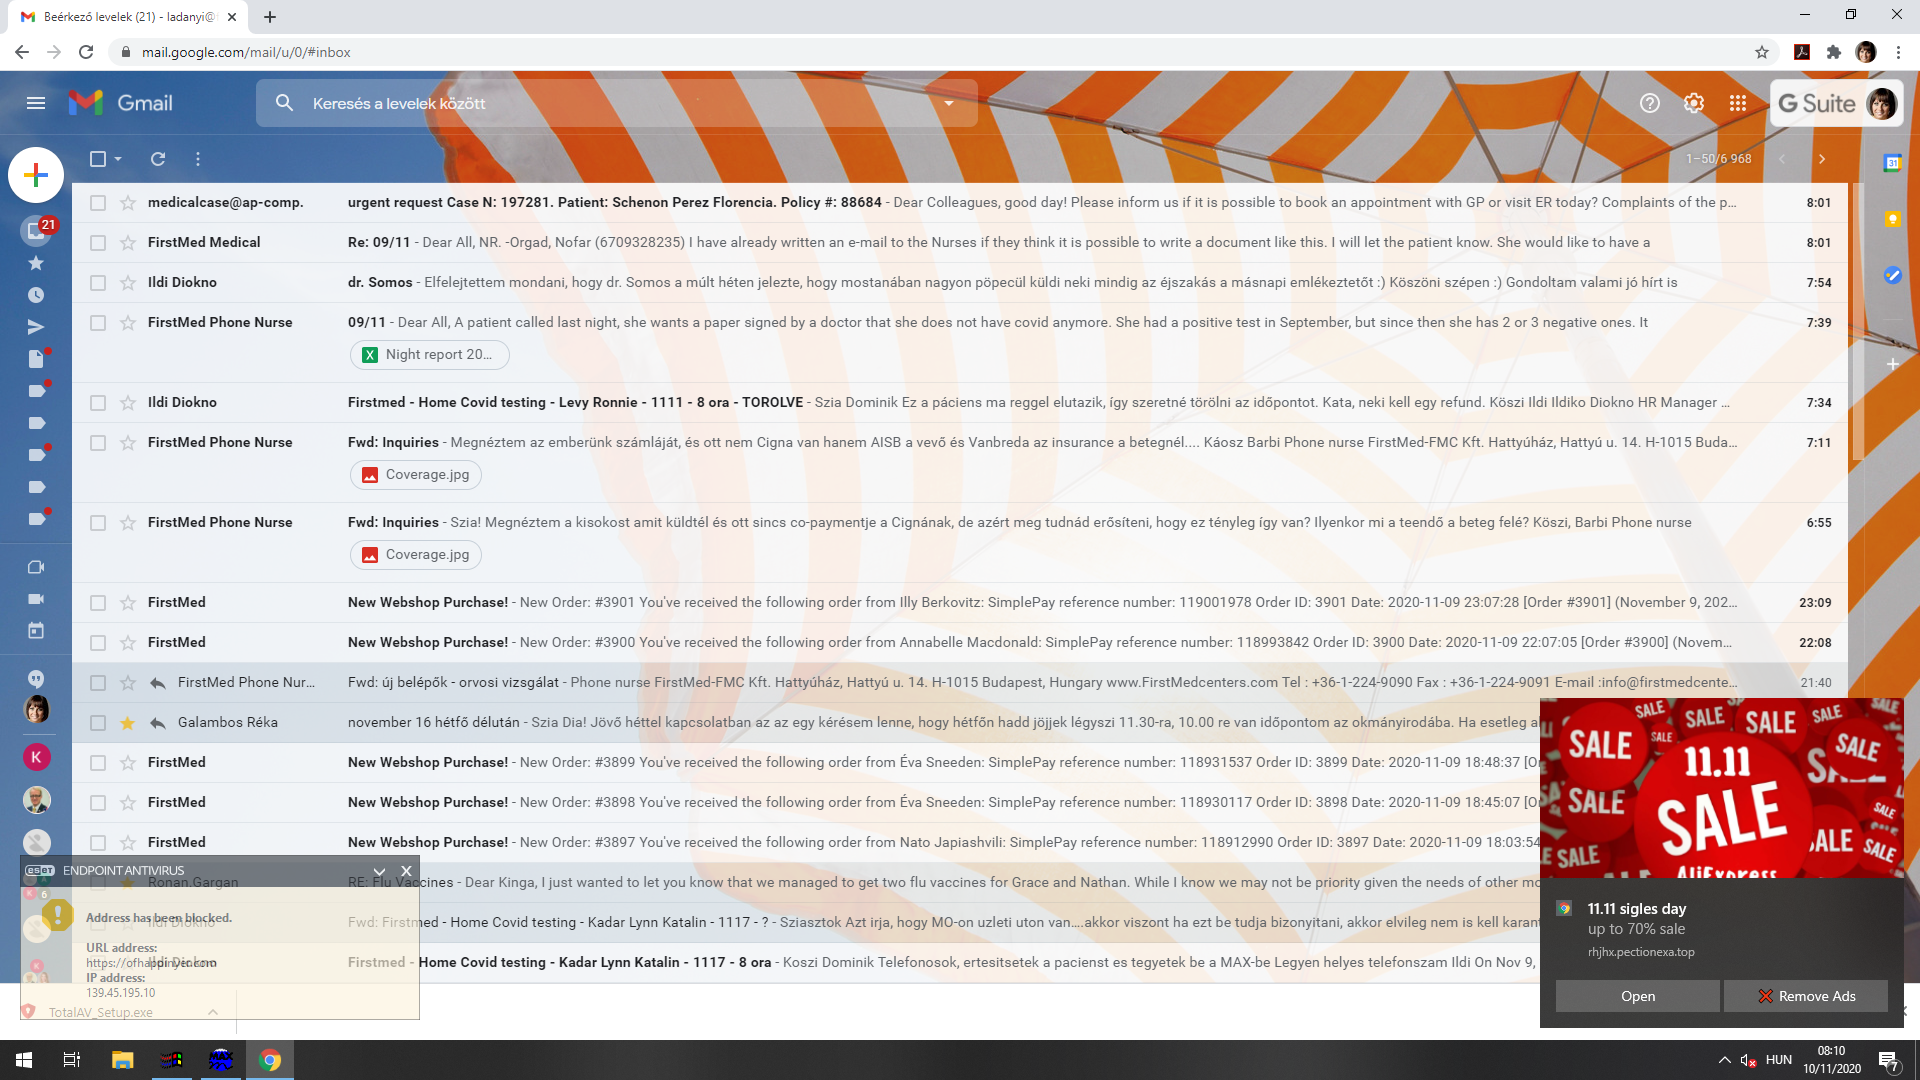 Beérkező levelek (21) - ladanyi@
mail.google.com/mail/u/0/#inbox
Gmail
Keresés a levelek között
G Suite
1–50/6 968
31
21
medicalcase@ap-comp. urgent request Case N: 197281. Patient: Schenon Perez Florencia. Policy #: 88684 - Dear Colleagues, good day! Please inform us if it is possible to book an appointment with GP or visit ER today? Complaints of the p... 8:01
FirstMed Medical Re: 09/11 - Dear All, NR. -Orgad, Nofar (6709328235) I have already written an e-mail to the Nurses if they think it is possible to write a document like this. I will let the patient know. She would like to have a 8:01
Ildi Diokno dr. Somos - Elfelejtettem mondani, hogy dr. Somos a múlt héten jelezte, hogy mostanában nagyon pöpecül küldi neki mindig az éjszakás a másnapi emlékeztetőt :) Köszöni szépen :) Gondoltam valami jó hírt is 7:54
FirstMed Phone Nurse 09/11 - Dear All, A patient called last night, she wants a paper signed by a doctor that she does not have covid anymore. She had a positive test in September, but since then she has 2 or 3 negative ones. It 7:39
X Night report 20...
Ildi Diokno Firstmed - Home Covid testing - Levy Ronnie - 1111 - 8 ora - TOROLVE - Szia Dominik Ez a páciens ma reggel elutazik, így szeretné törölni az időpontot. Kata, neki kell egy refund. Köszi Ildi Ildiko Diokno HR Manager ... 7:34
FirstMed Phone Nurse Fwd: Inquiries - Megnéztem az emberünk számláját, és ott nem Cigna van hanem AISB a vevő és Vanbreda az insurance a betegnél.... Káosz Barbi Phone nurse FirstMed-FMC Kft. Hattyúház, Hattyú u. 14. H-1015 Buda... 7:11
Coverage.jpg
FirstMed Phone Nurse Fwd: Inquiries - Szia! Megnéztem a kisokost amit küldtél és ott sincs co-paymentje a Cignának, de azért meg tudnád erősíteni, hogy ez tényleg így van? Ilyenkor mi a teendő a beteg felé? Köszi, Barbi Phone nurse 6:55
Coverage.jpg
FirstMed New Webshop Purchase! - New Order: #3901 You've received the following order from Illy Berkovitz: SimplePay reference number: 119001978 Order ID: 3901 Date: 2020-11-09 23:07:28 [Order #3901] (November 9, 202... 23:09
FirstMed New Webshop Purchase! - New Order: #3900 You've received the following order from Annabelle Macdonald: SimplePay reference number: 118993842 Order ID: 3900 Date: 2020-11-09 22:07:05 [Order #3900] (Novem... 22:08
FirstMed Phone Nur... Fwd: új belépők - orvosi vizsgálat - Phone nurse FirstMed-FMC Kft. Hattyúház, Hattyú u. 14. H-1015 Budapest, Hungary www.FirstMedcenters.com Tel : +36-1-224-9090 Fax : +36-1-224-9091 E-mail :info@firstmedcente... 21:40
Galambos Réka november 16 hétfő délután - Szia Dia! Jövő héttel kapcsolatban az az egy kérésem lenne, hogy hétfőn hadd jöjjek légyszi 11.30-ra, 10.00 re van időpontom az okmányirodába. Ha esetleg
FirstMed New Webshop Purchase! - New Order: #3899 You've received the following order from Éva Sneeden: SimplePay reference number: 118931537 Order ID: 3899 Date: 2020-11-09 18:48:37
FirstMed New Webshop Purchase! - New Order: #3898 You've received the following order from Éva Sneeden: SimplePay reference number: 118930117 Order ID: 3898 Date: 2020-11-09 18:45:07
FirstMed New Webshop Purchase! - New Order: #3897 You've received the following order from Nato Japiashvili: SimplePay reference number: 118912990 Order ID: 3897 Date: 2020-11-09 18:03:54
Ronan.Gargan RE: Flu Vaccines - Dear Kinga, I just wanted to let you know that we managed to get two flu vaccines for Grace and Nathan. While I know we may not be priority given the needs of other
Ildi Diokno Fwd: Firstmed - Home Covid testing - Kadar Lynn Katalin - 1117 - ? - Sziasztok Azt irja, hogy MO-on uzleti uton van....akkor viszont ha ezt be tudja bizonyitani, akkor elvileg nem is kell
Ildi Diokno Firstmed - Home Covid testing - Kadar Lynn Katalin - 1117 - 8 ora - Koszi Dominik Telefonosok, ertesitsetek a pacienst es tegyetek be a MAX-be Legyen helyes telefonszam Ildi On Nov 9,
K
eset ENDPOINT ANTIVIRUS X
K 6
Address has been blocked.
URL address:
IP address:
139.45.195.10
TotalAV_Setup.exe
SALE SALE SALE SALE SALE
SALE SALE SALE
11.11
SALE
SALE SALE
SALE
SALE SALE
AliExpress
11.11 sigles day
up to 70% sale
rhjhx.pectionexa.top
Open
Remove Ads
MAX
HUN
08:10
10/11/2020
7